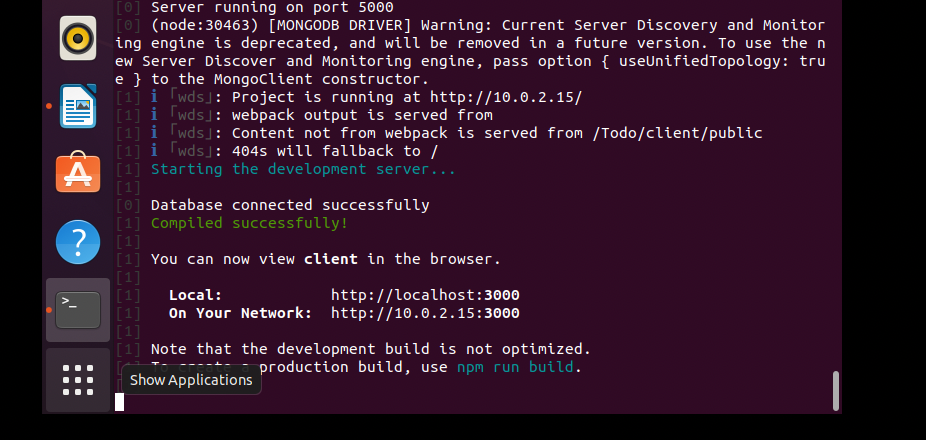 [0] Server running on port 5000
[0] (node:30463) [MONGODB DRIVER] Warning: Current Server Discovery and Monitor
ing engine is deprecated, and will be removed in a future version. To use the n
ew Server Discover and Monitoring engine, pass option { useUnifiedTopology: tru
e } to the MongoClient constructor.
[1] ℹ ｢wds｣: Project is running at http://10.0.2.15/
[1] ℹ ｢wds｣: webpack output is served from
[1] ℹ ｢wds｣: Content not from webpack is served from /Todo/client/public
[1] ℹ ｢wds｣: 404s will fallback to /
[1] Starting the development server...
[1]
[0] Database connected successfully
[1] Compiled successfully!
[1]
[1] You can now view client in the browser.
[1]
[1] Local: http://localhost:3000
[1] On Your Network: http://10.0.2.15:3000
[1]
[1] Note that the development build is not optimized.
[1] To create a production build, use npm run build.
Show Applications